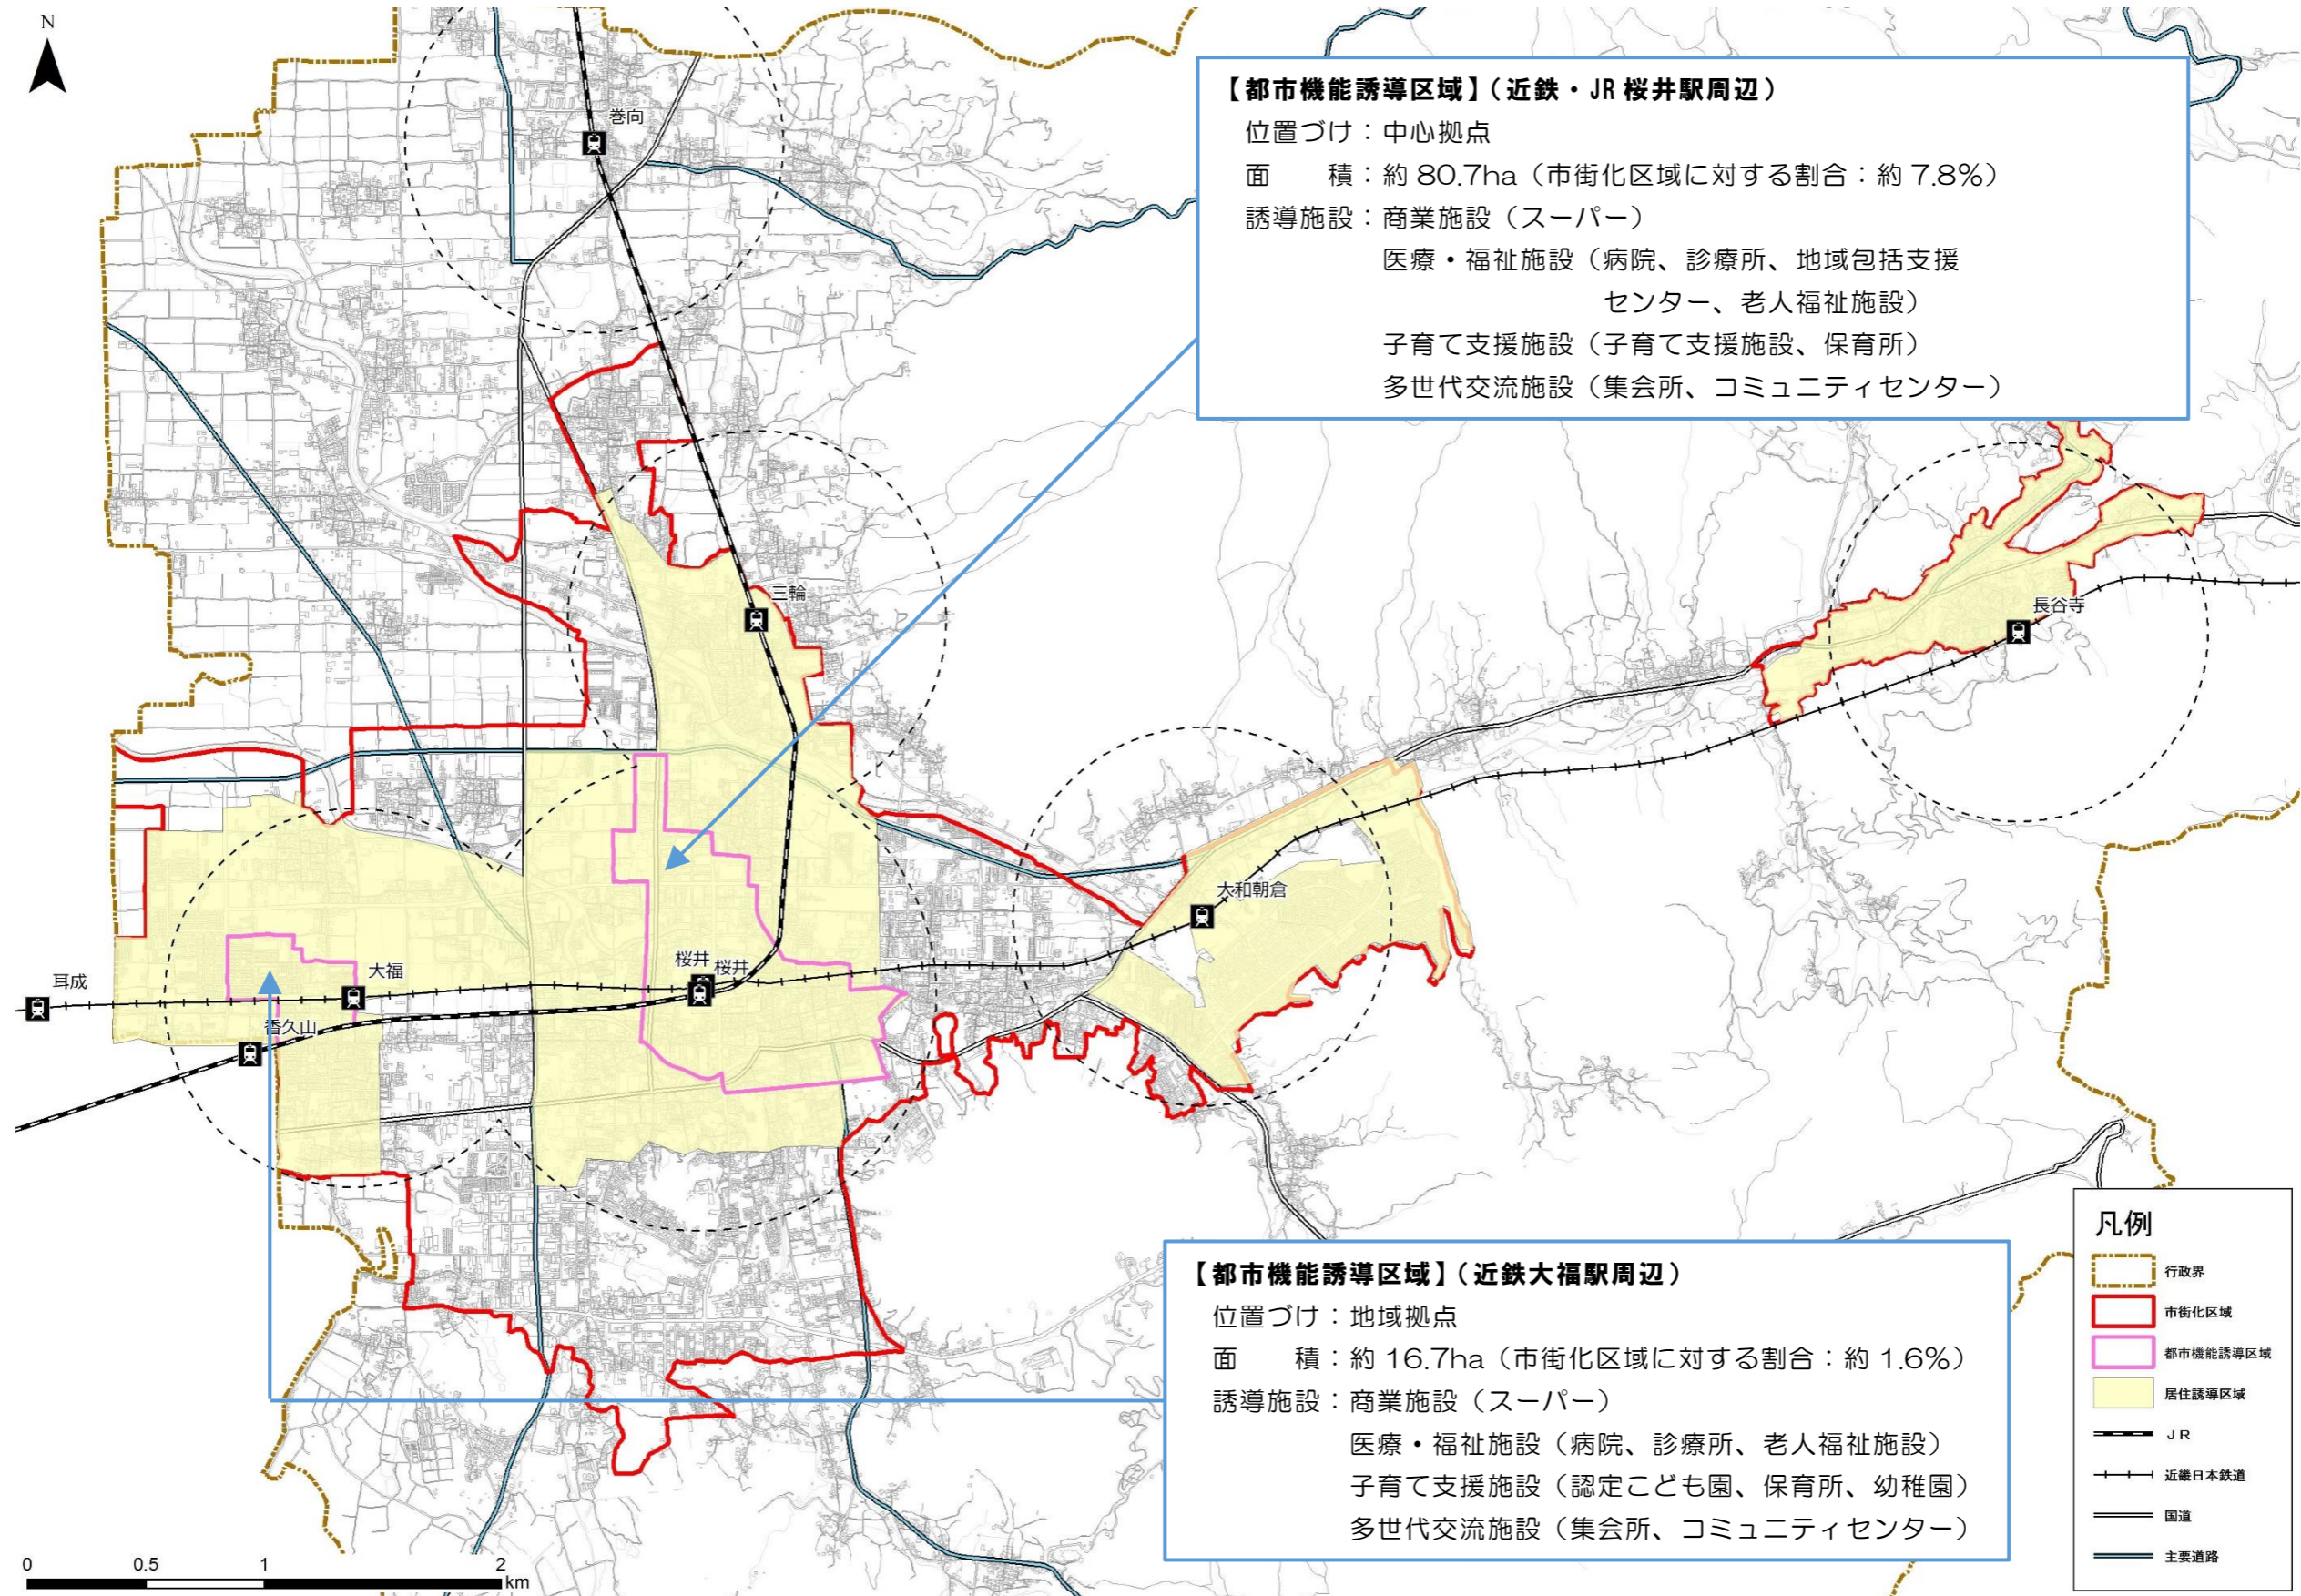 N
【都市機能誘導区域】（近鉄・JR 桜井駅周辺）
位置づけ：中心拠点
面　　積：約 80.7ha（市街化区域に対する割合：約 7.8%）
誘導施設：商業施設（スーパー）
医療・福祉施設（病院、診療所、地域包括支援
センター、老人福祉施設）
子育て支援施設（子育て支援施設、保育所）
多世代交流施設（集会所、コミュニティセンター）
巻向
三輪
長谷寺
大和朝倉
桜井
桜井
大福
耳成
香久山
【都市機能誘導区域】（近鉄大福駅周辺）
位置づけ：地域拠点
面　　積：約 16.7ha（市街化区域に対する割合：約 1.6%）
誘導施設：商業施設（スーパー）
医療・福祉施設（病院、診療所、老人福祉施設）
子育て支援施設（認定こども園、保育所、幼稚園）
多世代交流施設（集会所、コミュニティセンター）
凡例
行政界
市街化区域
都市機能誘導区域
居住誘導区域
ＪＲ
近畿日本鉄道
国道
主要道路
0 0.5 1 2
km